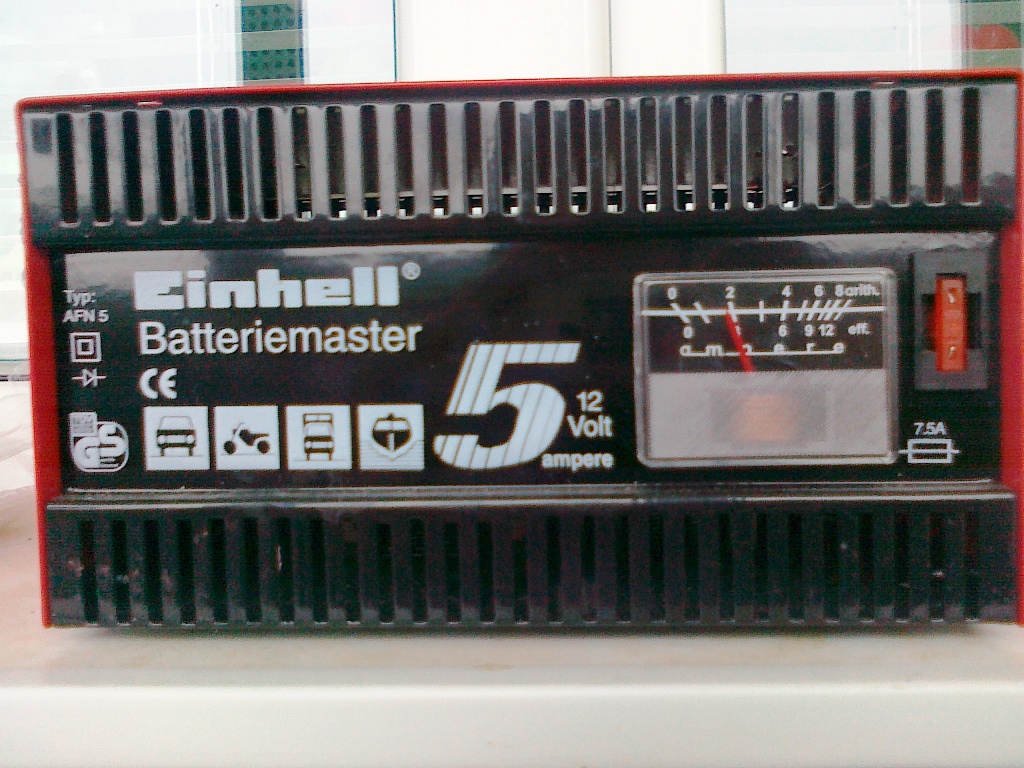 Typ:
AFN 5
Einhell®
Batteriemaster
CE
GS
5
12
Volt
ampere
0 2 4 6 8 arith.
0 6 9 12 eff.
ampere
7.5A